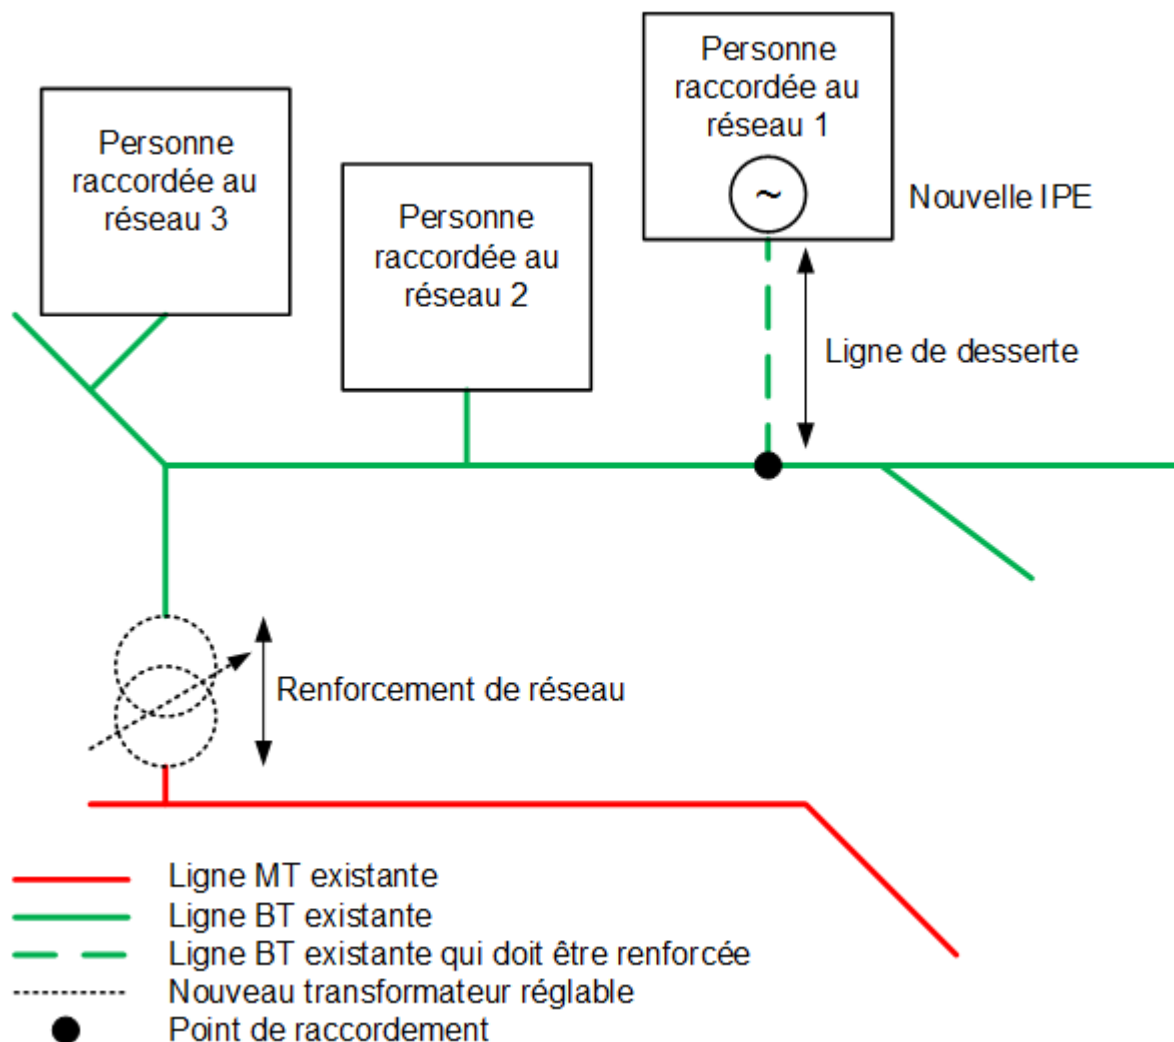 Personne
raccordée au
réseau 1
~
Nouvelle IPE
Personne
raccordée au
réseau 3
Personne
raccordée au
réseau 2
Ligne de desserte
Renforcement de réseau
Ligne MT existante
Ligne BT existante
Ligne BT existante qui doit être renforcée
Nouveau transformateur réglable
Point de raccordement